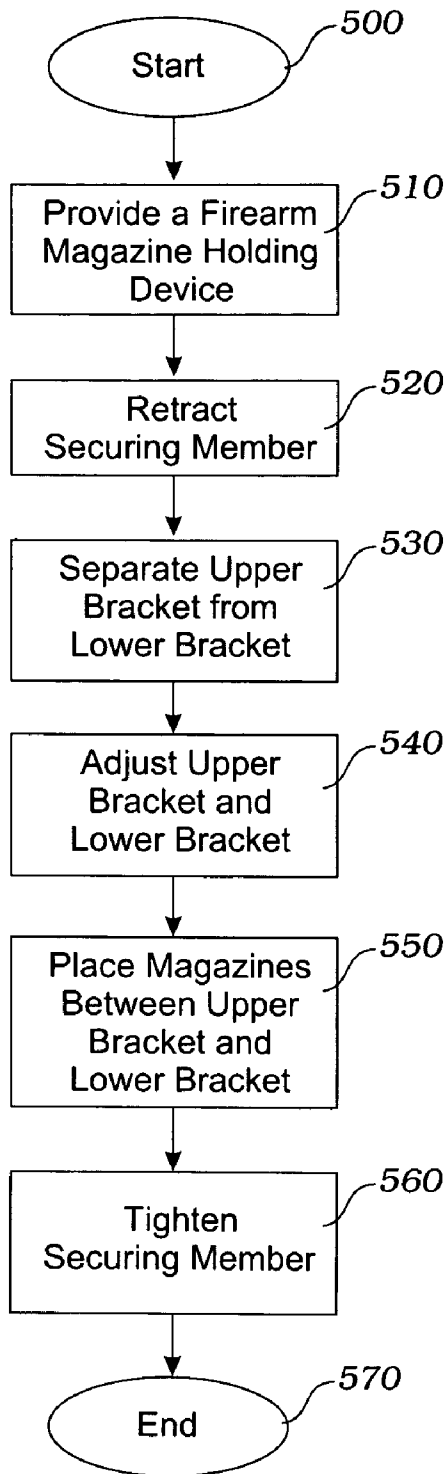 Start
500
510
Provide a Firearm
Magazine Holding
Device
520
Retract
Securing Member
530
Separate Upper
Bracket from
Lower Bracket
540
Adjust Upper
Bracket and
Lower Bracket
550
Place Magazines
Between Upper
Bracket and
Lower Bracket
560
Tighten
Securing Member
570
End